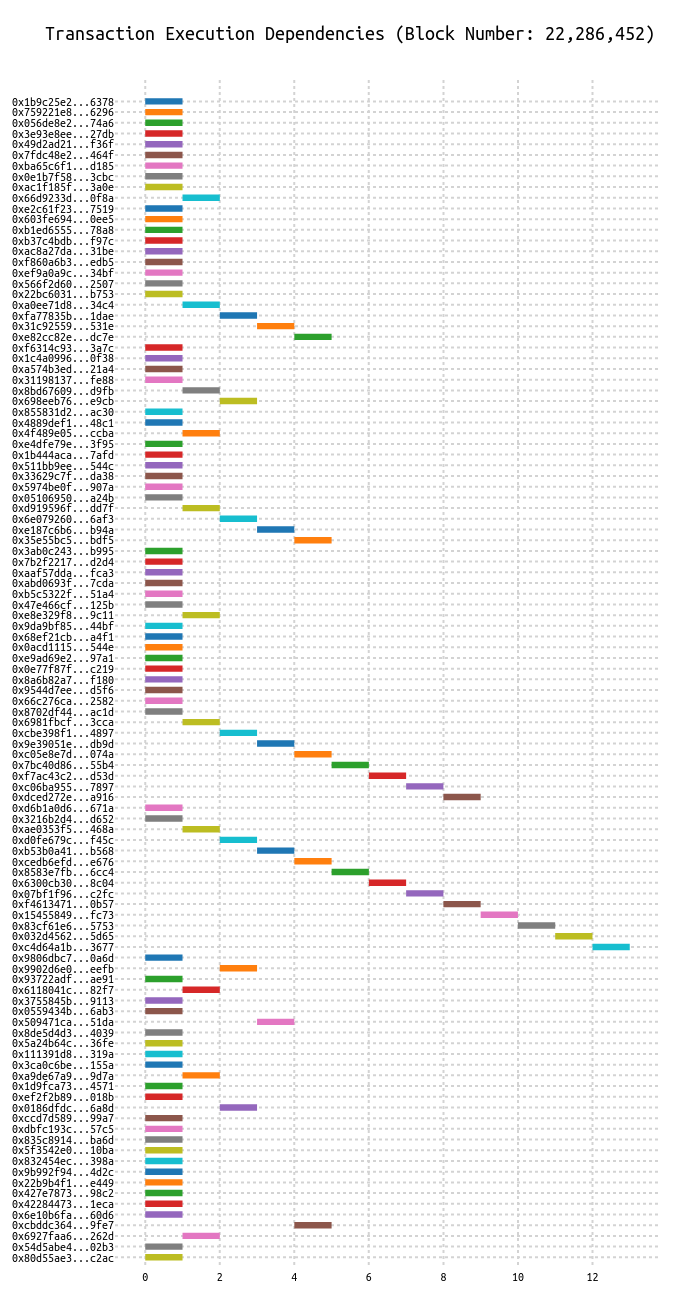 Transaction Execution Dependencies (Block Number: 22,286,452)
0x1b9c25e2...6378
0x759221e8...6296
0x056de8e2...74a6
0x3e93e8ee...27db
0x49d2ad21...f36f
0x7fdc48e2...464f
0xba65c6f1...d185
0x0e1b7f58...3cbc
0xac1f185f...3a0e
0x66d9233d...0f8a
0xe2c61f23...7519
0x603fe694...0ee5
0xb1ed6555...78a8
0xb37c4bdb...f97c
0xac8a27da...31be
0xf860a6b3...edb5
0xef9a0a9c...34bf
0x566f2d60...2507
0x22bc6031...b753
0xa0ee71d8...34c4
0xfa77835b...1dae
0x31c92559...531e
0xe82cc82e...dc7e
0xf6314c93...3a7c
0x1c4a0996...0f38
0xa574b3ed...21a4
0x31198137...fe88
0x8bd67609...d9fb
0x698eeb76...e9cb
0x855831d2...ac30
0x4889def1...48c1
0x4f489e05...ccba
0xe4dfe79e...3f95
0x1b444aca...7afd
0x511bb9ee...544c
0x33629c7f...da38
0x5974be0f...907a
0x05106950...a24b
0xd919596f...dd7f
0x6e079260...6af3
0xe187c6b6...b94a
0x35e55bc5...bdf5
0x3ab0c243...b995
0x7b2f2217...d2d4
0xaaf57dda...fca3
0xabd0693f...7cda
0xb5c5322f...51a4
0x47e466cf...125b
0xe8e329f8...9c11
0x9da9bf85...44bf
0x68ef21cb...a4f1
0x0acd1115...544e
0xe9ad69e2...97a1
0x0e77f87f...c219
0x8a6b82a7...f180
0x9544d7ee...d5f6
0x66c276ca...2582
0x8702df44...ac1d
0x6981fbcf...3cca
0xcbe398f1...4897
0x9e39051e...db9d
0xc05e8e7d...074a
0x7bc40d86...55b4
0xf7ac43c2...d53d
0xc06ba955...7897
0xdced272e...a916
0xd6b1a0d6...671a
0x3216b2d4...d652
0xae0353f5...468a
0xd0fe679c...f45c
0xb53b0a41...b568
0xcedb6efd...e676
0x8583e7fb...6cc4
0x6300cb30...8c04
0x07bf1f96...c2fc
0xf4613471...0b57
0x15455849...fc73
0x83cf61e6...5753
0x032d4562...5d65
0xc4d64a1b...3677
0x9806dbc7...0a6d
0x9902d6e0...eefb
0x93722adf...ae91
0x6118041c...82f7
0x3755845b...9113
0x0559434b...6ab3
0x509471ca...51da
0x8de5d4d3...4039
0x5a24b64c...36fe
0x111391d8...319a
0x3ca0c6be...155a
0xa9de67a9...9d7a
0x1d9fca73...4571
0xef2f2b89...018b
0x0186dfdc...6a8d
0xccd7d589...99a7
0xdbfc193c...57c5
0x835c8914...ba6d
0x5f3542e0...10ba
0x832454ec...398a
0x9b992f94...4d2c
0x22b9b4f1...e449
0x427e7873...98c2
0x42284473...1eca
0x6e10b6fa...60d6
0xcbddc364...9fe7
0x6927faa6...262d
0x54d5abe4...02b3
0x80d55ae3...c2ac
0 2 4 6 8 10 12